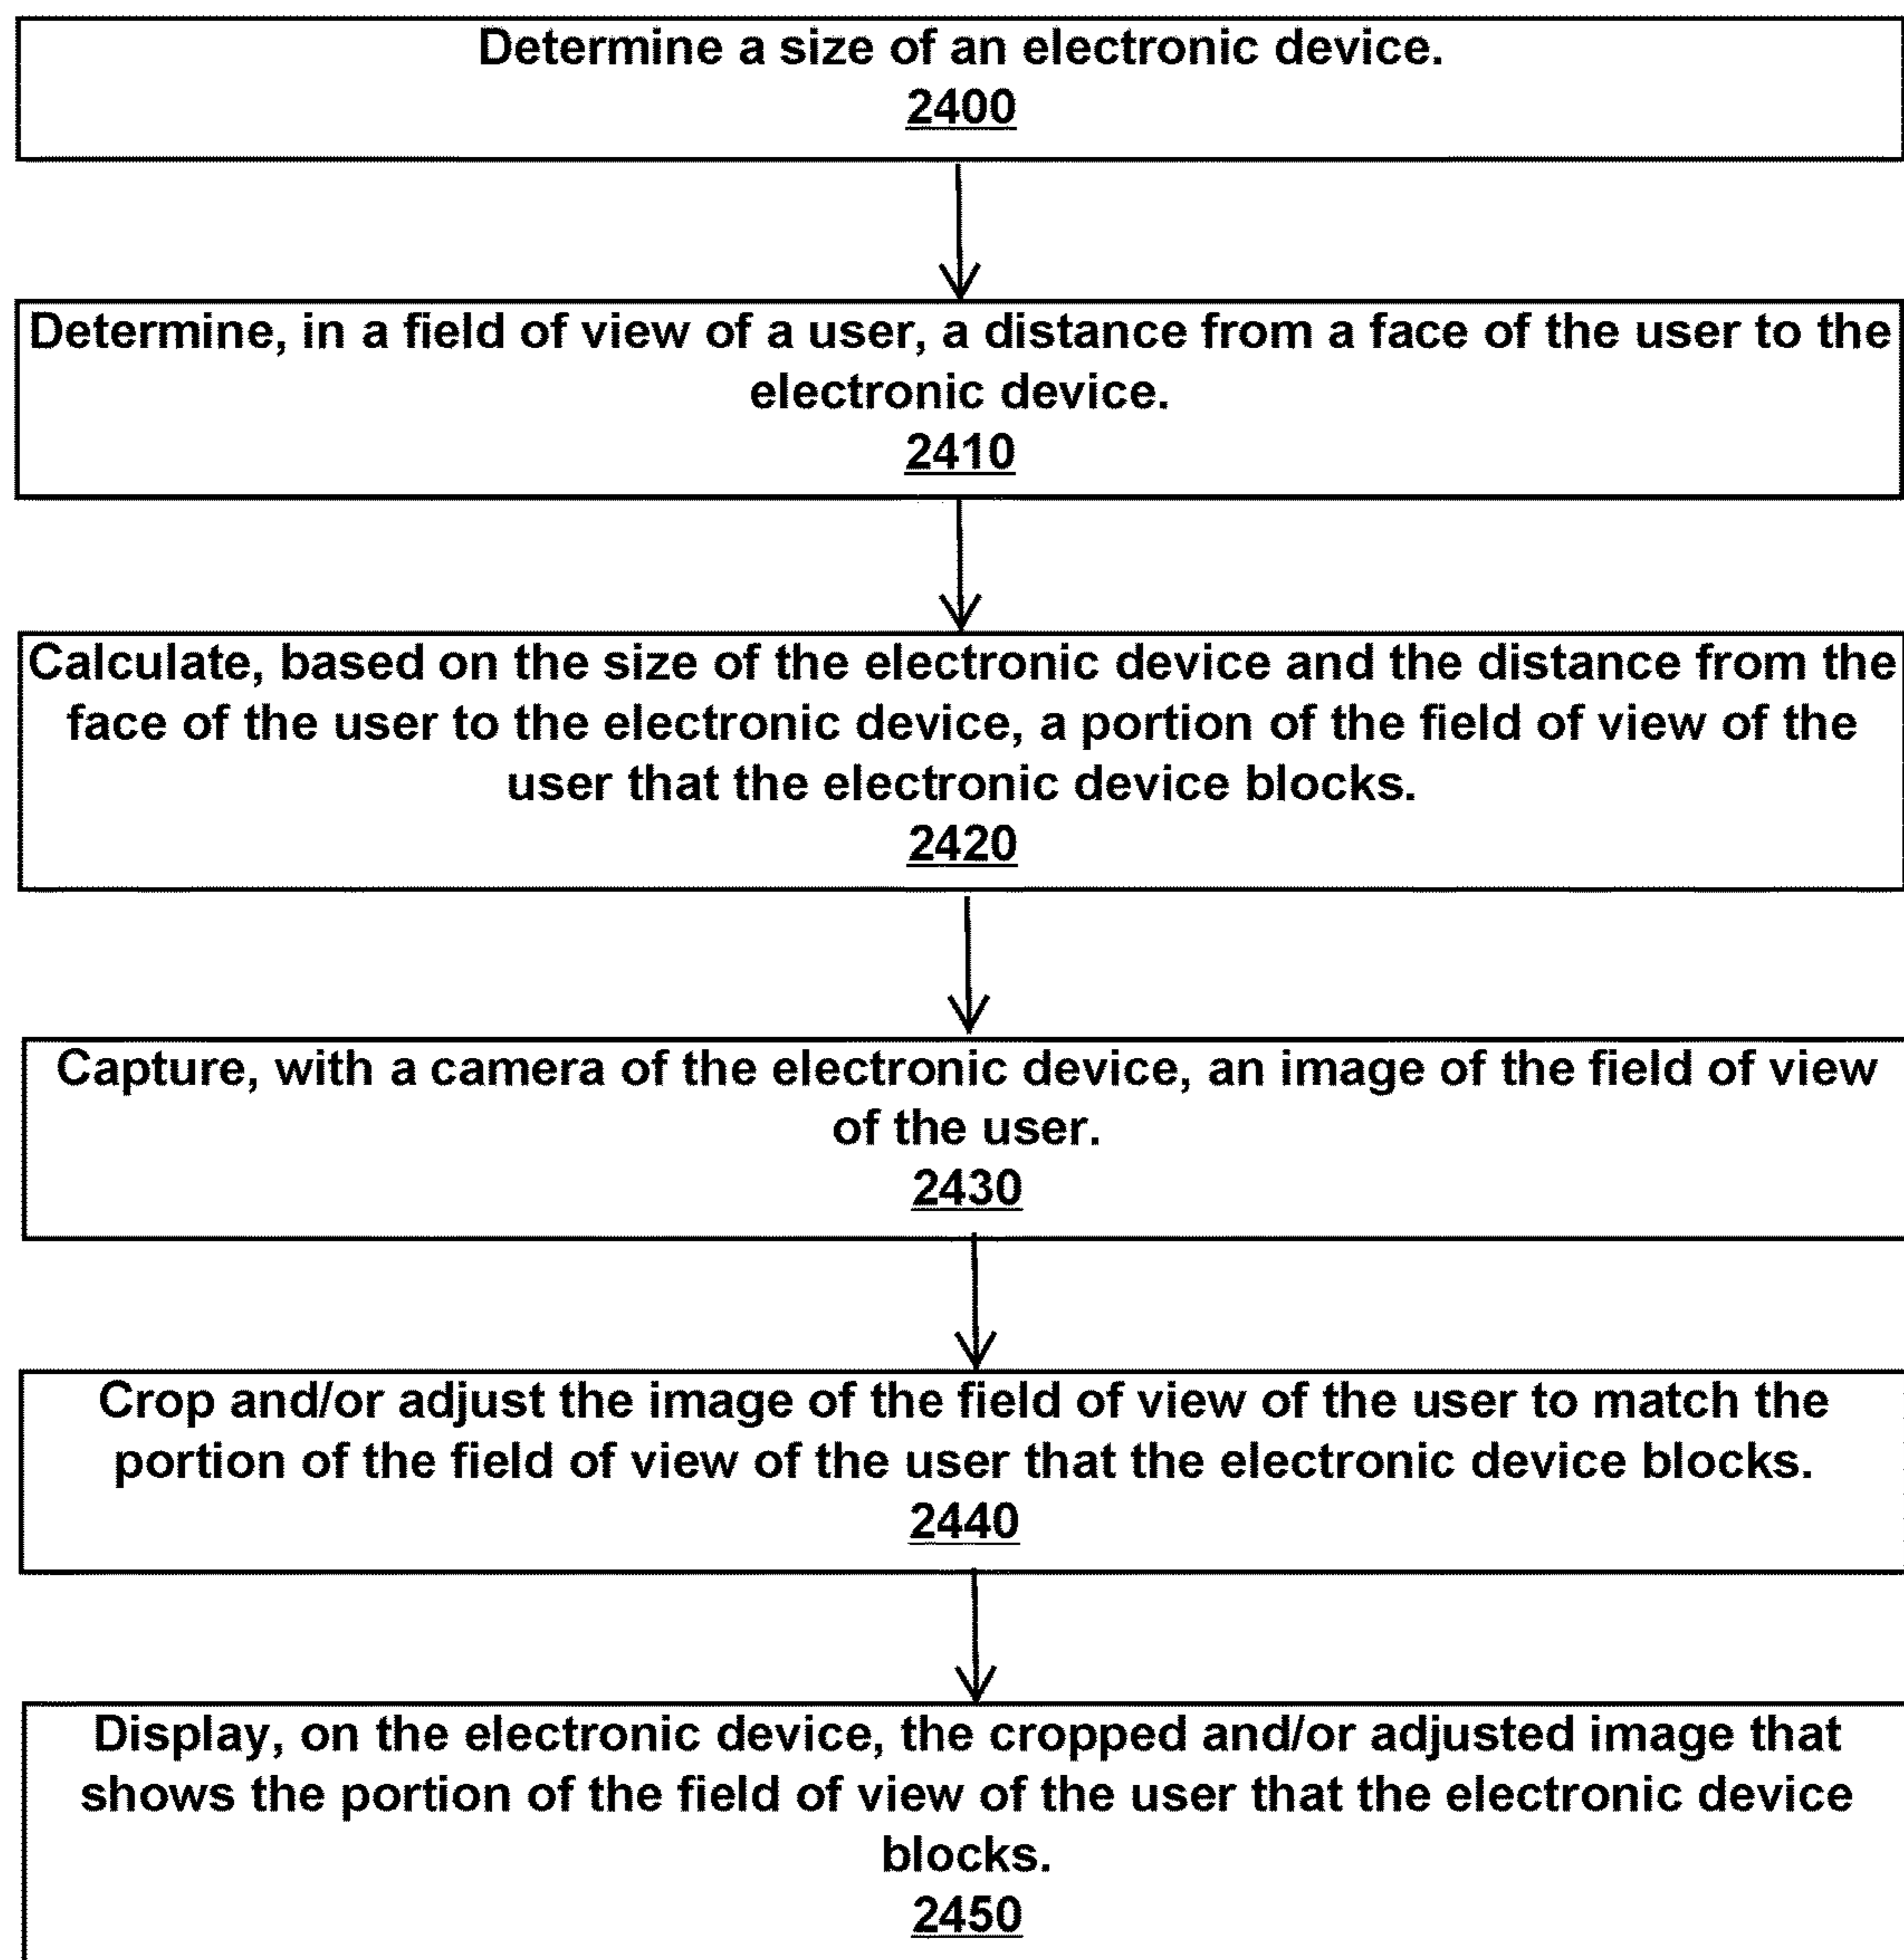 Determine a size of an electronic device.
2400
Determine, in a field of view of a user, a distance from a face of the user to the
electronic device.
2410
Calculate, based on the size of the electronic device and the distance from the
face of the user to the electronic device, a portion of the field of view of the
user that the electronic device blocks.
2420
Capture, with a camera of the electronic device, an image of the field of view
of the user.
2430
Crop and/or adjust the image of the field of view of the user to match the
portion of the field of view of the user that the electronic device blocks.
2440
Display, on the electronic device, the cropped and/or adjusted image that
shows the portion of the field of view of the user that the electronic device
blocks.
2450